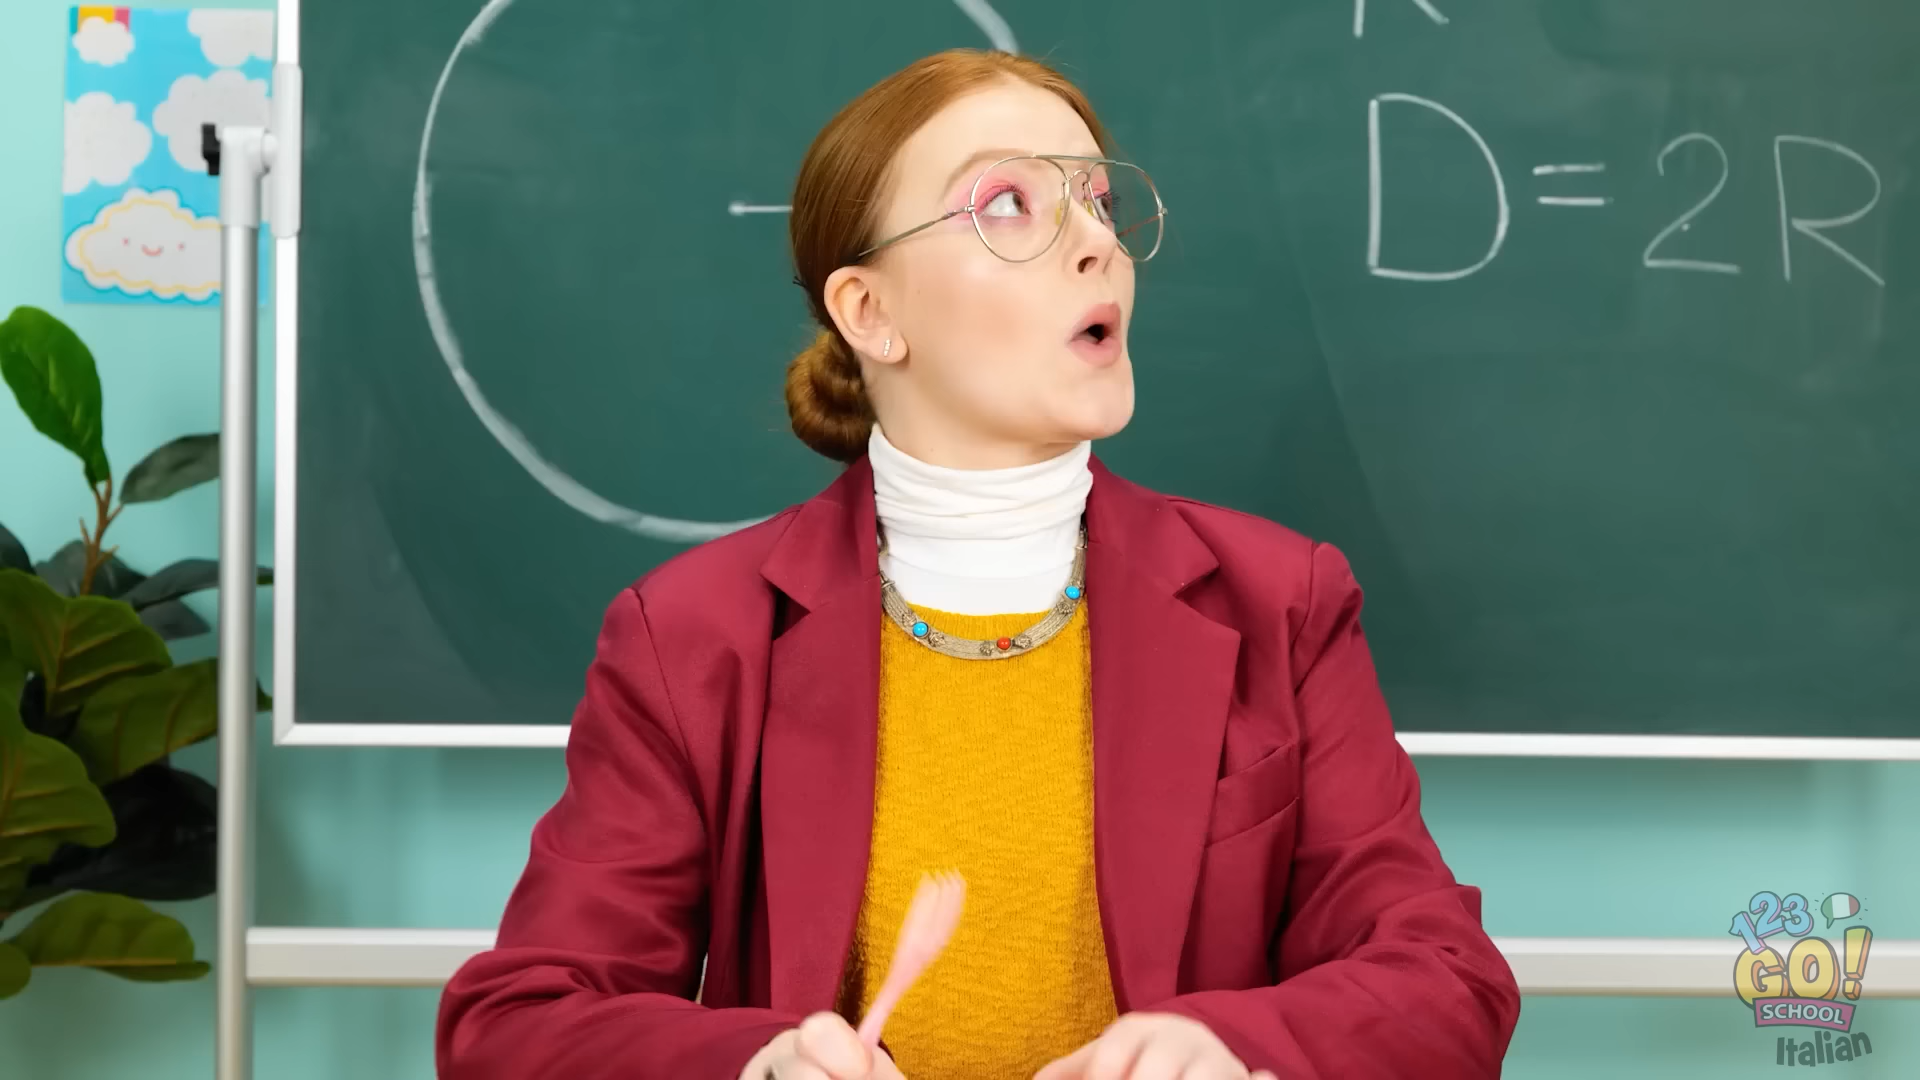 R
D = 2R
123
GO!
SCHOOL
Italian